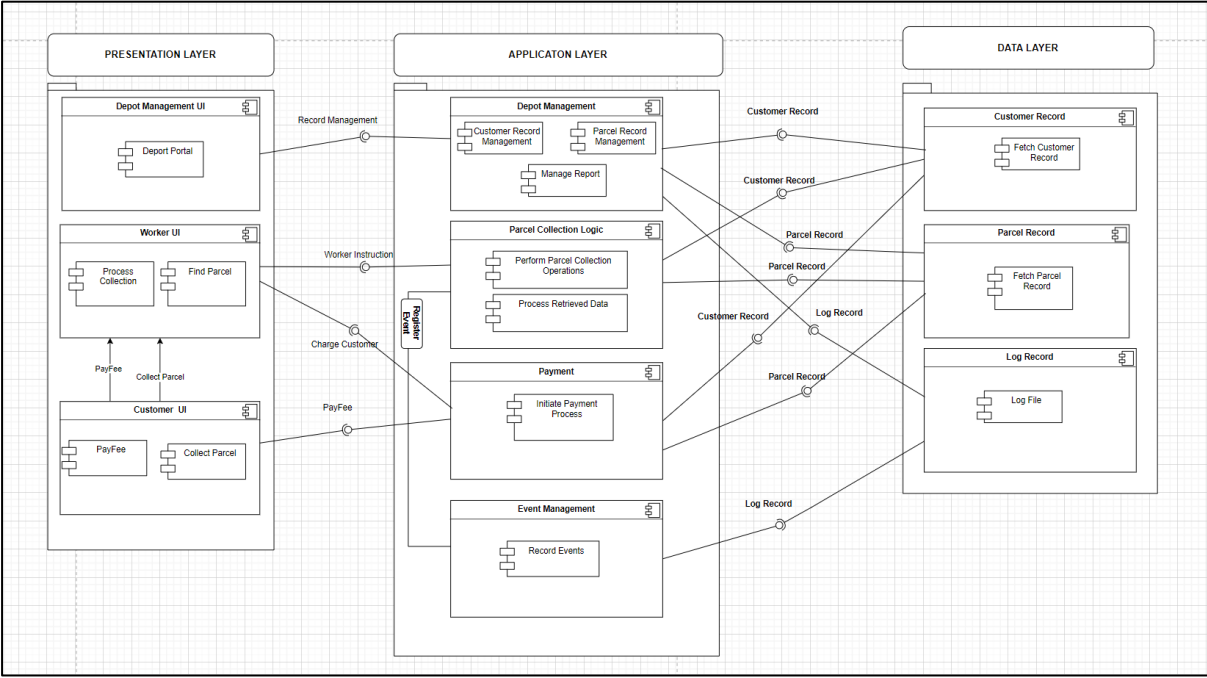 PRESENTATION LAYER
APPLICATON LAYER
DATA LAYER
Depot Management UI
Deport Portal
Worker UI
Process
Collection
Find Parcel
PayFee
Collect Parcel
Customer UI
PayFee
Collect Parcel
Record Management
Worker Instruction
Charge Customer
PayFee
Depot Management
Customer Record
Management
Parcel Record
Management
Manage Report
Parcel Collection Logic
Perform Parcel Collection
Operations
Process Retrieved Data
Register
Event
Payment
Initiate Payment
Process
Event Management
Record Events
Customer Record
Customer Record
Parcel Record
Parcel Record
Customer Record
Log Record
Parcel Record
Log Record
Customer Record
Fetch Customer
Record
Parcel Record
Fetch Parcel
Record
Log Record
Log File